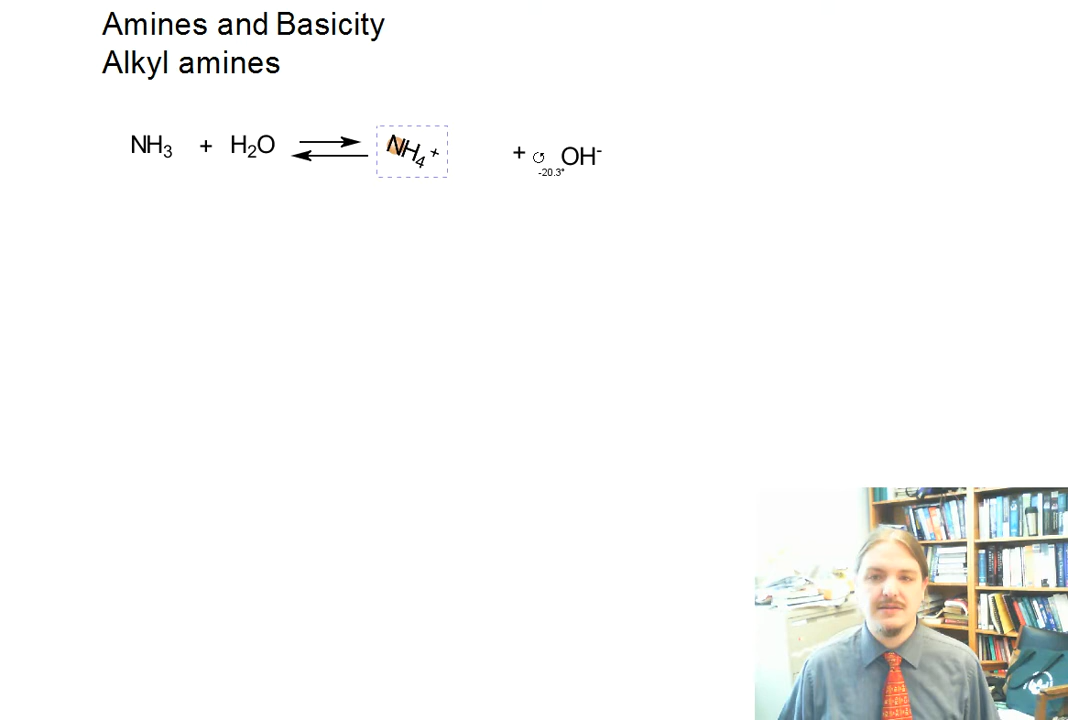 Amines and Basicity
Alkyl amines
NH₃ + H₂O ⇌ NH₄⁺ + OH⁻
-20.3°